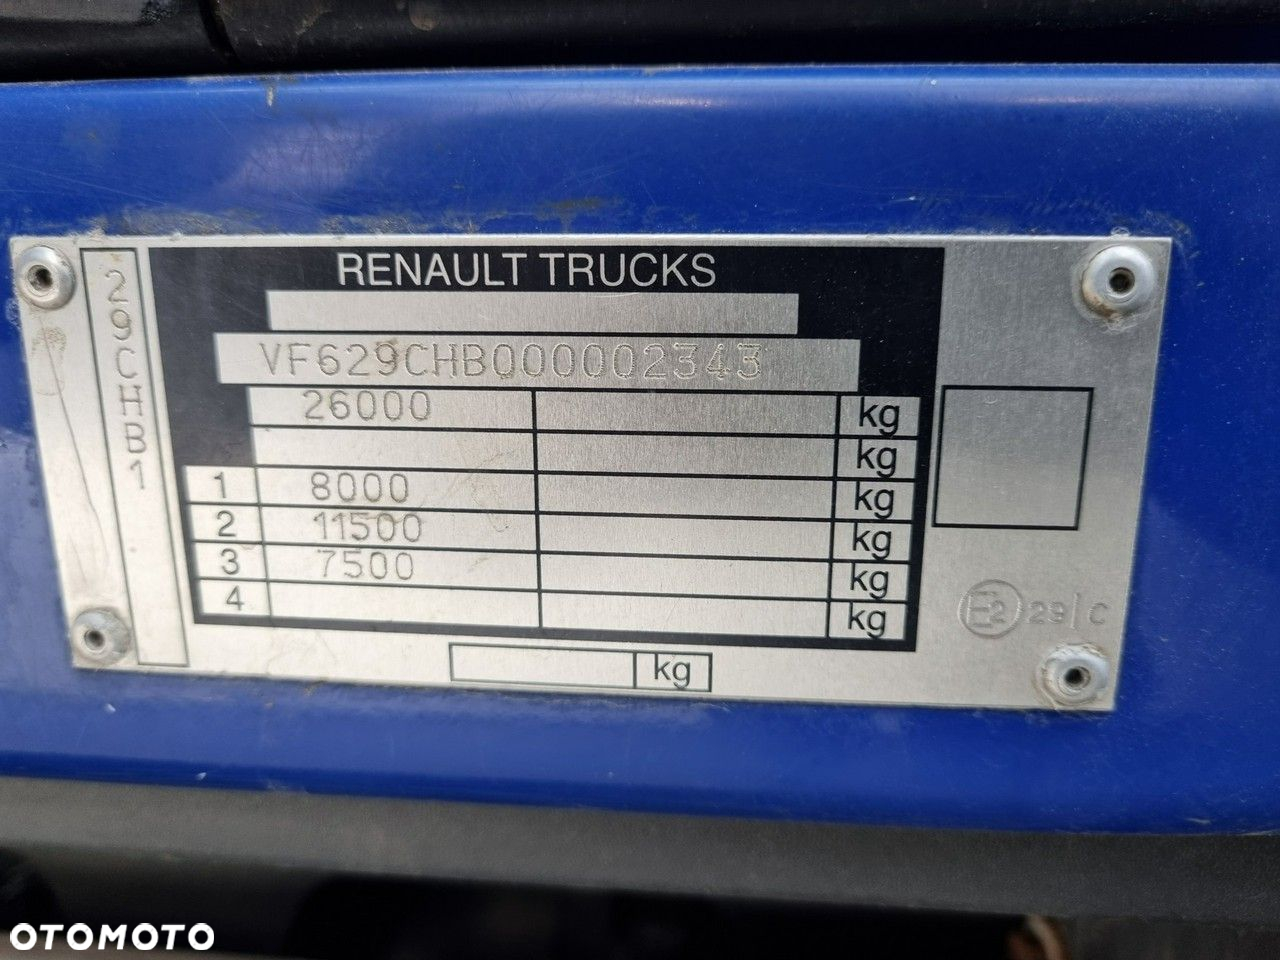 29CHB1
RENAULT TRUCKS
VF629CHB000002343
26000 kg
kg
1 8000 kg
2 11500 kg
3 7500 kg
4 kg
kg
E2 29/C
OTOMOTO